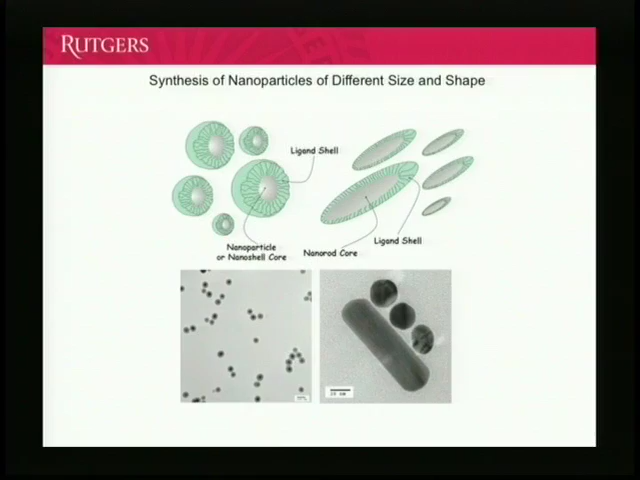 RUTGERS
Synthesis of Nanoparticles of Different Size and Shape
Ligand Shell
Nanoparticle
or Nanoshell Core
Nanorod Core
Ligand Shell